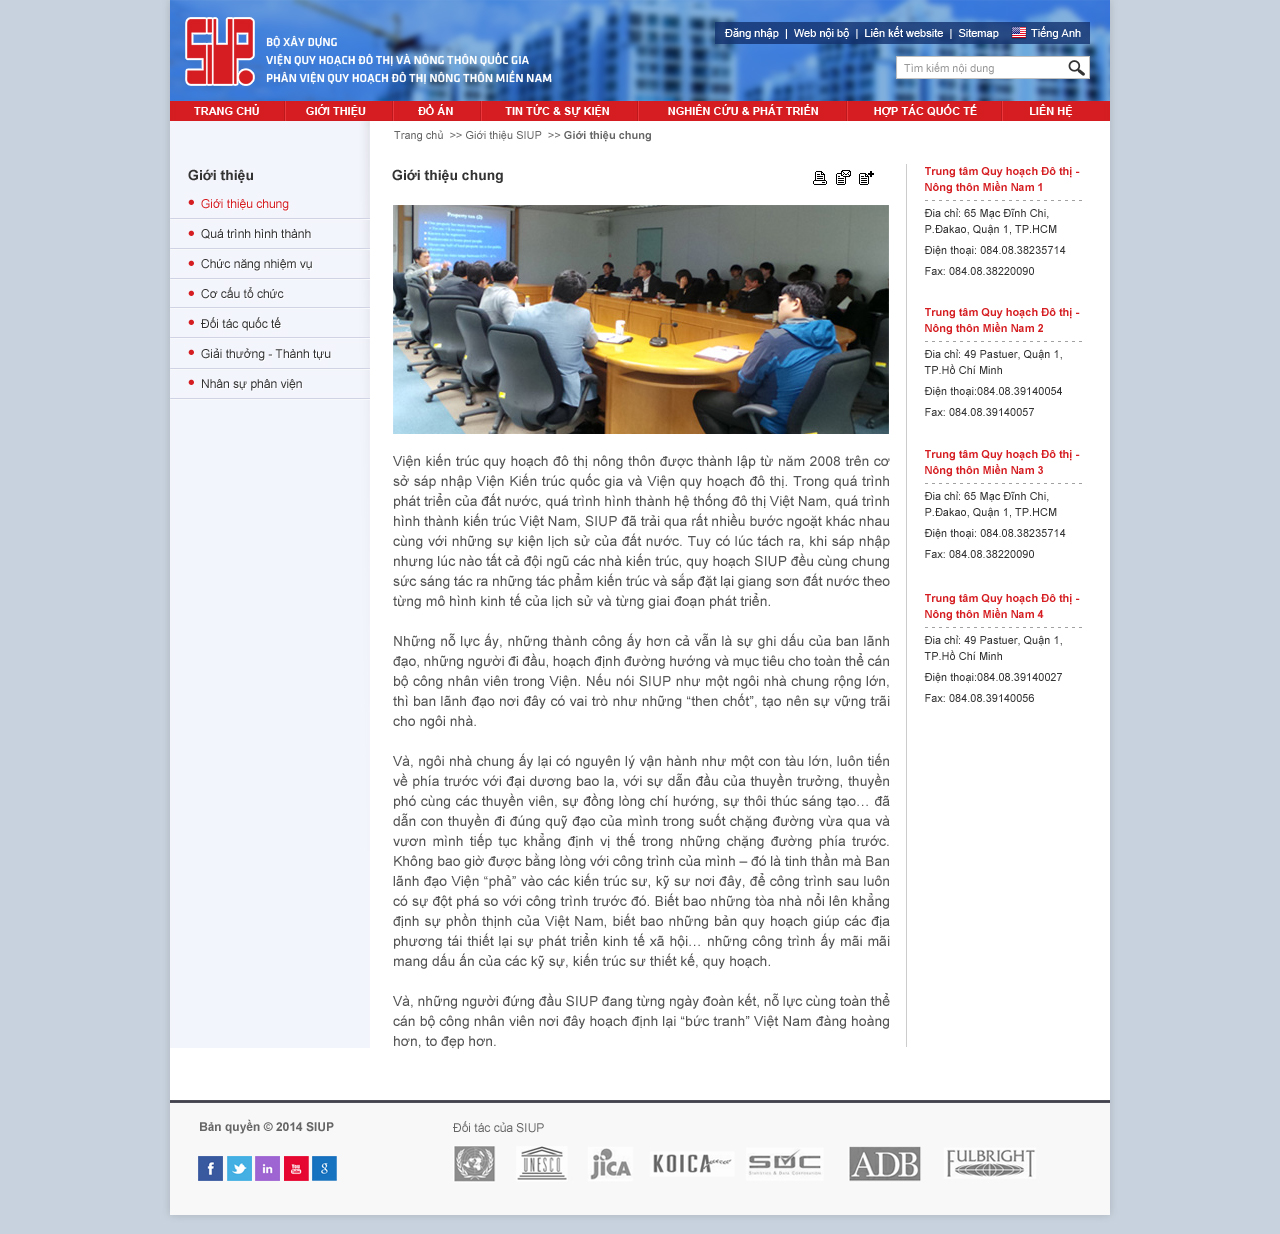 SIUP
BỘ XÂY DỰNG
VIỆN QUY HOẠCH ĐÔ THỊ VÀ NÔNG THÔN QUỐC GIA
PHÂN VIỆN QUY HOẠCH ĐÔ THỊ NÔNG THÔN MIỀN NAM
Đăng nhập | Web nội bộ | Liên kết website | Sitemap Tiếng Anh
Tìm kiếm nội dung
TRANG CHỦ GIỚI THIỆU ĐỒ ÁN TIN TỨC & SỰ KIỆN NGHIÊN CỨU & PHÁT TRIỂN HỢP TÁC QUỐC TẾ LIÊN HỆ
Trang chủ >> Giới thiệu SIUP >> Giới thiệu chung
Giới thiệu
Giới thiệu chung
Quá trình hình thành
Chức năng nhiệm vụ
Cơ cấu tổ chức
Đối tác quốc tế
Giải thưởng - Thành tựu
Nhân sự phân viện
Giới thiệu chung
Viện kiến trúc quy hoạch đô thị nông thôn được thành lập từ năm 2008 trên cơ
sở sáp nhập Viện Kiến trúc quốc gia và Viện quy hoạch đô thị. Trong quá trình
phát triển của đất nước, quá trình hình thành hệ thống đô thị Việt Nam, quá trình
hình thành kiến trúc Việt Nam, SIUP đã trải qua rất nhiều bước ngoặt khác nhau
cùng với những sự kiện lịch sử của đất nước. Tuy có lúc tách ra, khi sáp nhập
nhưng lúc nào tất cả đội ngũ các nhà kiến trúc, quy hoạch SIUP đều cùng chung
sức sáng tác ra những tác phẩm kiến trúc và sắp đặt lại giang sơn đất nước theo
từng mô hình kinh tế của lịch sử và từng giai đoạn phát triển.
Những nỗ lực ấy, những thành công ấy hơn cả vẫn là sự ghi dấu của ban lãnh
đạo, những người đi đầu, hoạch định đường hướng và mục tiêu cho toàn thể cán
bộ công nhân viên trong Viện. Nếu nói SIUP như một ngôi nhà chung rộng lớn,
thì ban lãnh đạo nơi đây có vai trò như những “then chốt”, tạo nên sự vững trãi
cho ngôi nhà.
Và, ngôi nhà chung ấy lại có nguyên lý vận hành như một con tàu lớn, luôn tiến
về phía trước với đại dương bao la, với sự dẫn đầu của thuyền trưởng, thuyền
phó cùng các thuyền viên, sự đồng lòng chí hướng, sự thôi thúc sáng tạo… đã
dẫn con thuyền đi đúng quỹ đạo của mình trong suốt chặng đường vừa qua và
vươn mình tiếp tục khẳng định vị thế trong những chặng đường phía trước.
Không bao giờ được bằng lòng với công trình của mình – đó là tinh thần mà Ban
lãnh đạo Viện “phả” vào các kiến trúc sư, kỹ sư nơi đây, để công trình sau luôn
có sự đột phá so với công trình trước đó. Biết bao những tòa nhà nổi lên khẳng
định sự phồn thịnh của Việt Nam, biết bao những bản quy hoạch giúp các địa
phương tái thiết lại sự phát triển kinh tế xã hội… những công trình ấy mãi mãi
mang dấu ấn của các kỹ sự, kiến trúc sư thiết kế, quy hoạch.
Và, những người đứng đầu SIUP đang từng ngày đoàn kết, nỗ lực cùng toàn thể
cán bộ công nhân viên nơi đây hoạch định lại “bức tranh” Việt Nam đàng hoàng
hơn, to đẹp hơn.
Trung tâm Quy hoạch Đô thị -
Nông thôn Miền Nam 1
Đia chỉ: 65 Mạc Đĩnh Chi,
P.Đakao, Quận 1, TP.HCM
Điện thoại: 084.08.38235714
Fax: 084.08.38220090
Trung tâm Quy hoạch Đô thị -
Nông thôn Miền Nam 2
Đia chỉ: 49 Pastuer, Quận 1,
TP.Hồ Chí Minh
Điện thoại:084.08.39140054
Fax: 084.08.39140057
Trung tâm Quy hoạch Đô thị -
Nông thôn Miền Nam 3
Đia chỉ: 65 Mạc Đĩnh Chi,
P.Đakao, Quận 1, TP.HCM
Điện thoại: 084.08.38235714
Fax: 084.08.38220090
Trung tâm Quy hoạch Đô thị -
Nông thôn Miền Nam 4
Đia chỉ: 49 Pastuer, Quận 1,
TP.Hồ Chí Minh
Điện thoại:084.08.39140027
Fax: 084.08.39140056
Bản quyền © 2014 SIUP
Đối tác của SIUP
UNESCO jICA KOICA ADB FULBRIGHT